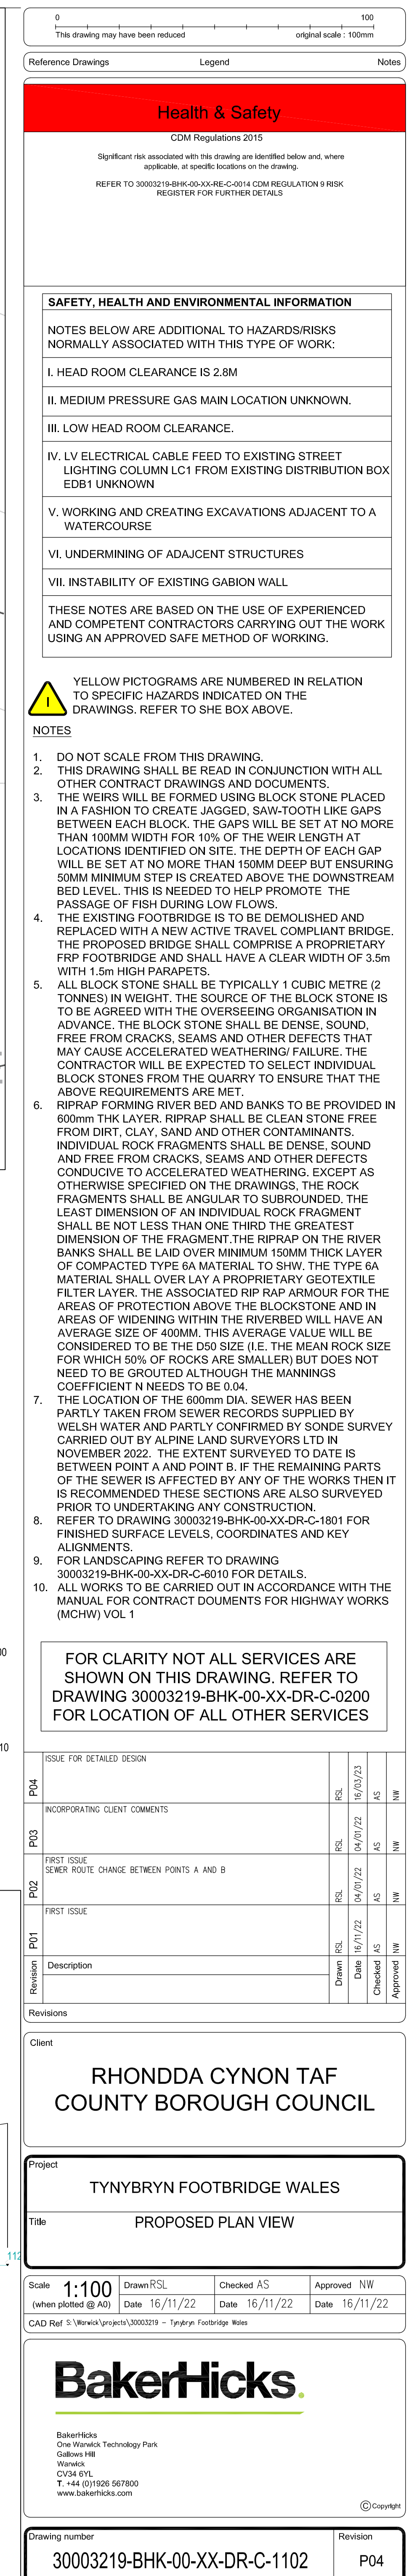 0 100
This drawing may have been reduced original scale : 100mm
Reference Drawings Legend Notes
Health & Safety
CDM Regulations 2015
Significant risk associated with this drawing are identified below and, where
applicable, at specific locations on the drawing.
REFER TO 30003219-BHK-00-XX-RE-C-0014 CDM REGULATION 9 RISK
REGISTER FOR FURTHER DETAILS
SAFETY, HEALTH AND ENVIRONMENTAL INFORMATION
NOTES BELOW ARE ADDITIONAL TO HAZARDS/RISKS
NORMALLY ASSOCIATED WITH THIS TYPE OF WORK:
I. HEAD ROOM CLEARANCE IS 2.8M
II. MEDIUM PRESSURE GAS MAIN LOCATION UNKNOWN.
III. LOW HEAD ROOM CLEARANCE.
IV. LV ELECTRICAL CABLE FEED TO EXISTING STREET
LIGHTING COLUMN LC1 FROM EXISTING DISTRIBUTION BOX
EDB1 UNKNOWN
V. WORKING AND CREATING EXCAVATIONS ADJACENT TO A
WATERCOURSE
VI. UNDERMINING OF ADAJCENT STRUCTURES
VII. INSTABILITY OF EXISTING GABION WALL
THESE NOTES ARE BASED ON THE USE OF EXPERIENCED
AND COMPETENT CONTRACTORS CARRYING OUT THE WORK
USING AN APPROVED SAFE METHOD OF WORKING.
I
YELLOW PICTOGRAMS ARE NUMBERED IN RELATION
TO SPECIFIC HAZARDS INDICATED ON THE
DRAWINGS. REFER TO SHE BOX ABOVE.
NOTES
1. DO NOT SCALE FROM THIS DRAWING.
2. THIS DRAWING SHALL BE READ IN CONJUNCTION WITH ALL
OTHER CONTRACT DRAWINGS AND DOCUMENTS.
3. THE WEIRS WILL BE FORMED USING BLOCK STONE PLACED
IN A FASHION TO CREATE JAGGED, SAW-TOOTH LIKE GAPS
BETWEEN EACH BLOCK. THE GAPS WILL BE SET AT NO MORE
THAN 100MM WIDTH FOR 10% OF THE WEIR LENGTH AT
LOCATIONS IDENTIFIED ON SITE. THE DEPTH OF EACH GAP
WILL BE SET AT NO MORE THAN 150MM DEEP BUT ENSURING
50MM MINIMUM STEP IS CREATED ABOVE THE DOWNSTREAM
BED LEVEL. THIS IS NEEDED TO HELP PROMOTE THE
PASSAGE OF FISH DURING LOW FLOWS.
4. THE EXISTING FOOTBRIDGE IS TO BE DEMOLISHED AND
REPLACED WITH A NEW ACTIVE TRAVEL COMPLIANT BRIDGE.
THE PROPOSED BRIDGE SHALL COMPRISE A PROPRIETARY
FRP FOOTBRIDGE AND SHALL HAVE A CLEAR WIDTH OF 3.5m
WITH 1.5m HIGH PARAPETS.
5. ALL BLOCK STONE SHALL BE TYPICALLY 1 CUBIC METRE (2
TONNES) IN WEIGHT. THE SOURCE OF THE BLOCK STONE IS
TO BE AGREED WITH THE OVERSEEING ORGANISATION IN
ADVANCE. THE BLOCK STONE SHALL BE DENSE, SOUND,
FREE FROM CRACKS, SEAMS AND OTHER DEFECTS THAT
MAY CAUSE ACCELERATED WEATHERING/ FAILURE. THE
CONTRACTOR WILL BE EXPECTED TO SELECT INDIVIDUAL
BLOCK STONES FROM THE QUARRY TO ENSURE THAT THE
ABOVE REQUIREMENTS ARE MET.
6. RIPRAP FORMING RIVER BED AND BANKS TO BE PROVIDED IN
600mm THK LAYER. RIPRAP SHALL BE CLEAN STONE FREE
FROM DIRT, CLAY, SAND AND OTHER CONTAMINANTS.
INDIVIDUAL ROCK FRAGMENTS SHALL BE DENSE, SOUND
AND FREE FROM CRACKS, SEAMS AND OTHER DEFECTS
CONDUCIVE TO ACCELERATED WEATHERING. EXCEPT AS
OTHERWISE SPECIFIED ON THE DRAWINGS, THE ROCK
FRAGMENTS SHALL BE ANGULAR TO SUBROUNDED. THE
LEAST DIMENSION OF AN INDIVIDUAL ROCK FRAGMENT
SHALL BE NOT LESS THAN ONE THIRD THE GREATEST
DIMENSION OF THE FRAGMENT.THE RIPRAP ON THE RIVER
BANKS SHALL BE LAID OVER MINIMUM 150MM THICK LAYER
OF COMPACTED TYPE 6A MATERIAL TO SHW. THE TYPE 6A
MATERIAL SHALL OVER LAY A PROPRIETARY GEOTEXTILE
FILTER LAYER. THE ASSOCIATED RIP RAP ARMOUR FOR THE
AREAS OF PROTECTION ABOVE THE BLOCKSTONE AND IN
AREAS OF WIDENING WITHIN THE RIVERBED WILL HAVE AN
AVERAGE SIZE OF 400MM. THIS AVERAGE VALUE WILL BE
CONSIDERED TO BE THE D50 SIZE (I.E. THE MEAN ROCK SIZE
FOR WHICH 50% OF ROCKS ARE SMALLER) BUT DOES NOT
NEED TO BE GROUTED ALTHOUGH THE MANNINGS
COEFFICIENT N NEEDS TO BE 0.04.
7. THE LOCATION OF THE 600mm DIA. SEWER HAS BEEN
PARTLY TAKEN FROM SEWER RECORDS SUPPLIED BY
WELSH WATER AND PARTLY CONFIRMED BY SONDE SURVEY
CARRIED OUT BY ALPINE LAND SURVEYORS LTD IN
NOVEMBER 2022. THE EXTENT SURVEYED TO DATE IS
BETWEEN POINT A AND POINT B. IF THE REMAINING PARTS
OF THE SEWER IS AFFECTED BY ANY OF THE WORKS THEN IT
IS RECOMMENDED THESE SECTIONS ARE ALSO SURVEYED
PRIOR TO UNDERTAKING ANY CONSTRUCTION.
8. REFER TO DRAWING 30003219-BHK-00-XX-DR-C-1801 FOR
FINISHED SURFACE LEVELS, COORDINATES AND KEY
ALIGNMENTS.
9. FOR LANDSCAPING REFER TO DRAWING
30003219-BHK-00-XX-DR-C-6010 FOR DETAILS.
10. ALL WORKS TO BE CARRIED OUT IN ACCORDANCE WITH THE
MANUAL FOR CONTRACT DOUMENTS FOR HIGHWAY WORKS
(MCHW) VOL 1
FOR CLARITY NOT ALL SERVICES ARE
SHOWN ON THIS DRAWING. REFER TO
DRAWING 30003219-BHK-00-XX-DR-C-0200
FOR LOCATION OF ALL OTHER SERVICES
P04 ISSUE FOR DETAILED DESIGN RSL 16/03/23 AS NW
P03 INCORPORATING CLIENT COMMENTS RSL 04/01/22 AS NW
P02 FIRST ISSUE
SEWER ROUTE CHANGE BETWEEN POINTS A AND B RSL 04/01/22 AS NW
P01 FIRST ISSUE RSL 16/11/22 AS NW
Revision Description Drawn Date Checked Approved
Revisions
Client
RHONDDA CYNON TAF
COUNTY BOROUGH COUNCIL
Project
TYNYBRYN FOOTBRIDGE WALES
Title PROPOSED PLAN VIEW
112
Scale 1:100 Drawn RSL Checked AS Approved NW
(when plotted @ A0) Date 16/11/22 Date 16/11/22 Date 16/11/22
CAD Ref S:\Warwick\projects\30003219 - Tynybryn Footbridge Wales
BakerHicks.
BakerHicks
One Warwick Technology Park
Gallows Hill
Warwick
CV34 6YL
T. +44 (0)1926 567800
www.bakerhicks.com
© Copyright
Drawing number Revision
30003219-BHK-00-XX-DR-C-1102 P04